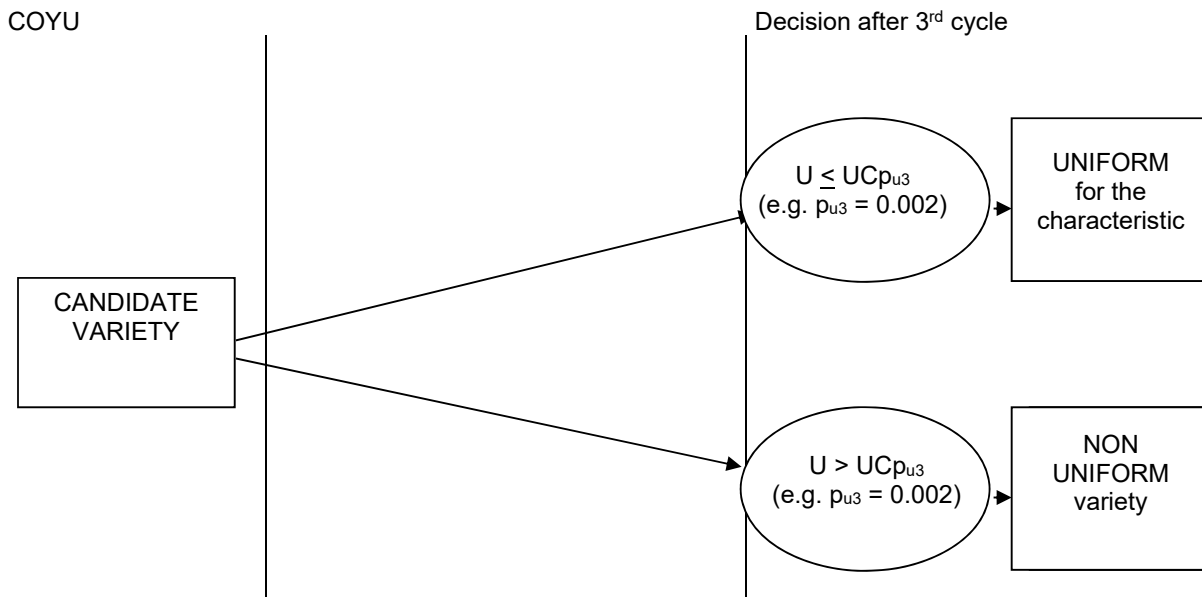 COYU
Decision after 3rd cycle
U ≤ UCpu3
(e.g. pu3 = 0.002)
UNIFORM
for the
characteristic
CANDIDATE
VARIETY
U > UCpu3
(e.g. pu3 = 0.002)
NON
UNIFORM
variety